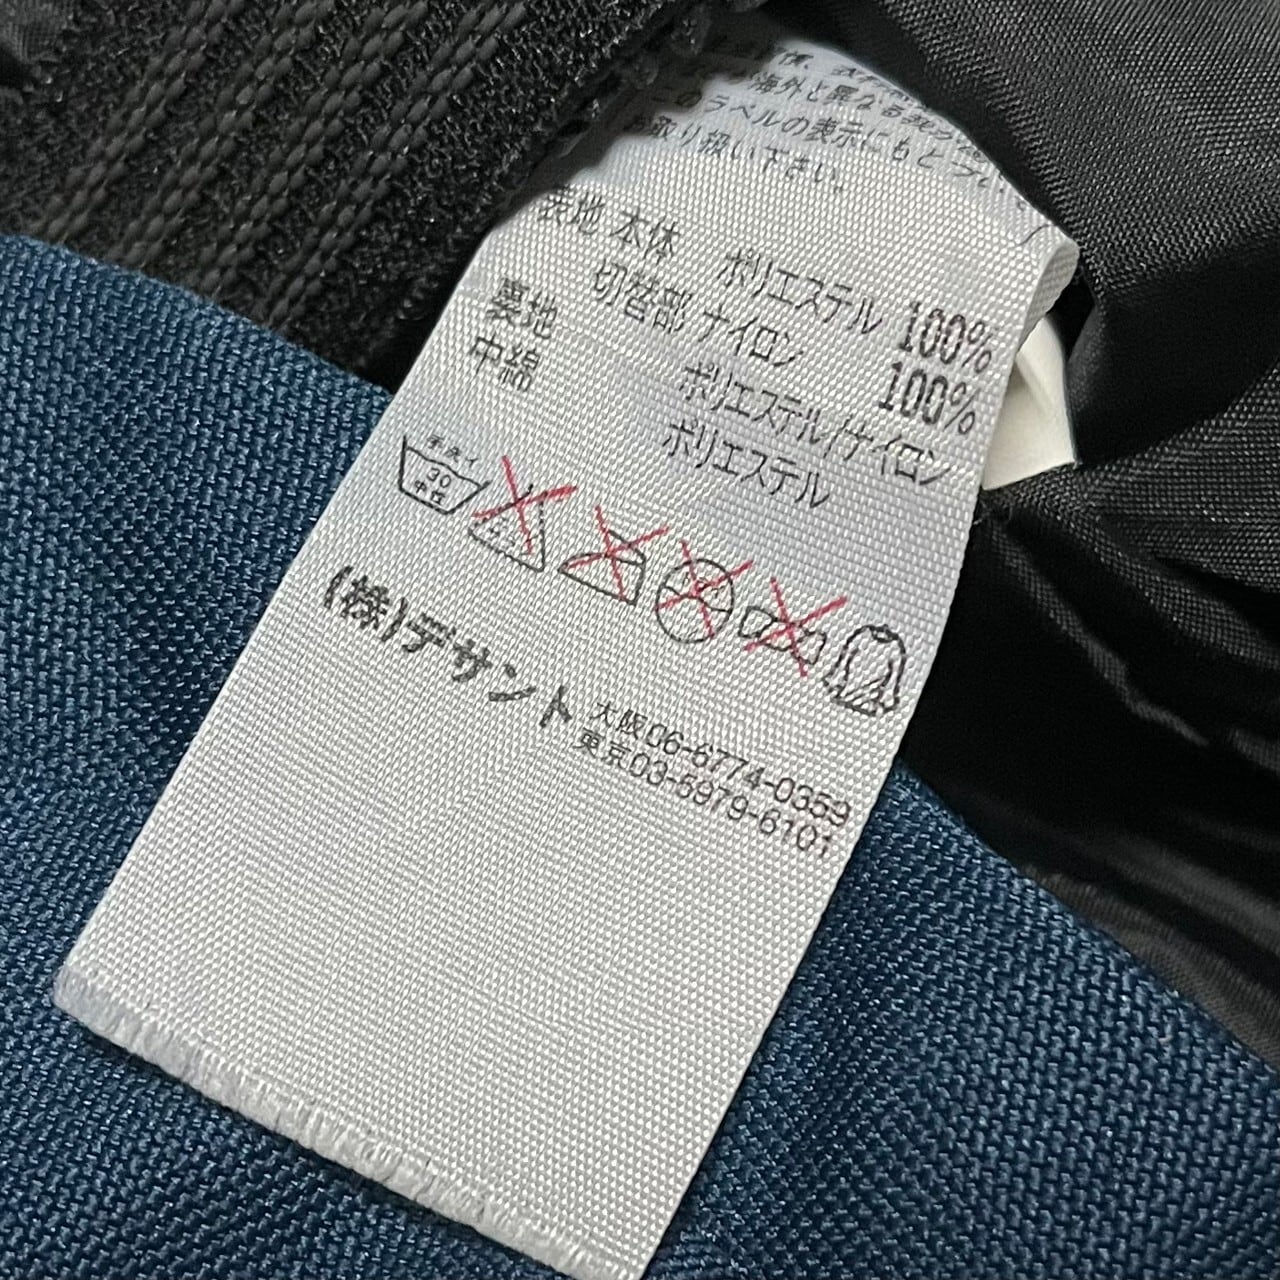 海外と異なる
このラベルの表示にもとづい
取り扱い下さい。
表地 本体 ポリエステル 100%
切替部 ナイロン 100%
裏地 ポリエステル/ナイロン
中綿 ポリエステル
手洗イ
30
中性
(株)デサント 大阪06-6774-0359
東京03-5979-6101